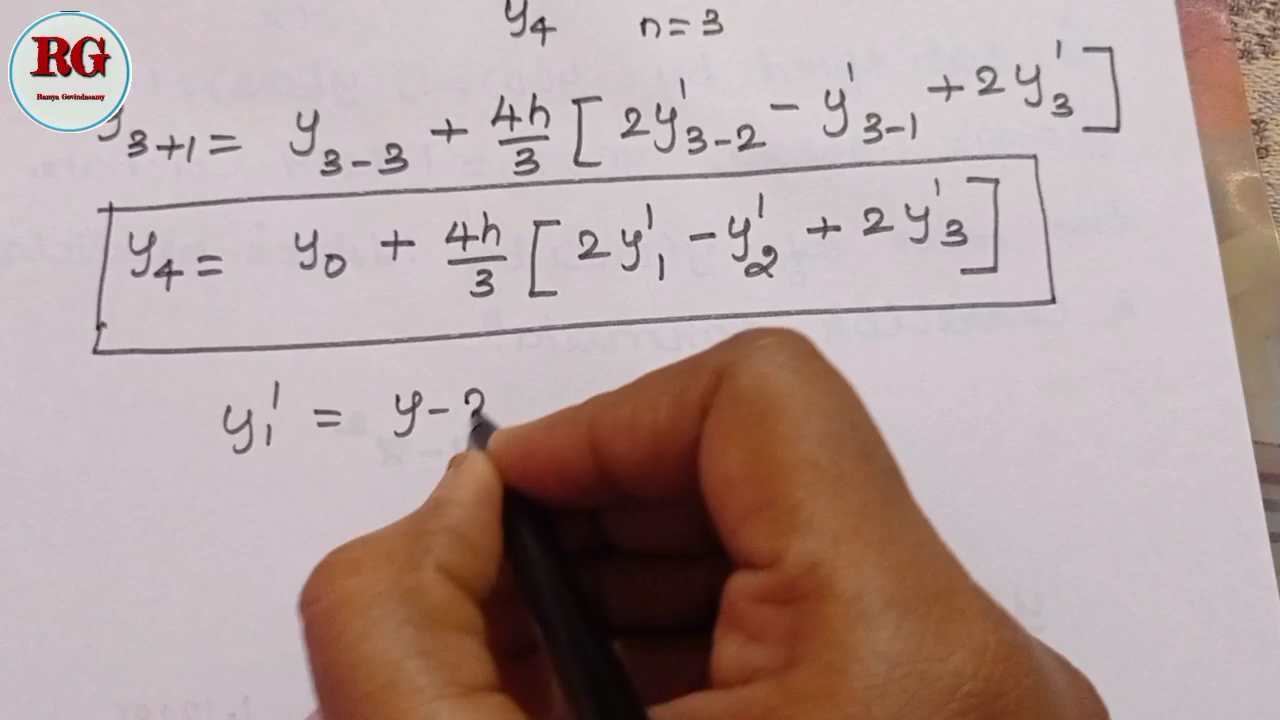 RG
Ramya Govindasamy
y₄ n = 3
y₃₊₁ = y₃₋₃ + 4h/3 [ 2y′₃₋₂ − y′₃₋₁ + 2y′₃ ]
y₄ = y₀ + 4h/3 [ 2y′₁ − y′₂ + 2y′₃ ]
y′₁ = y −